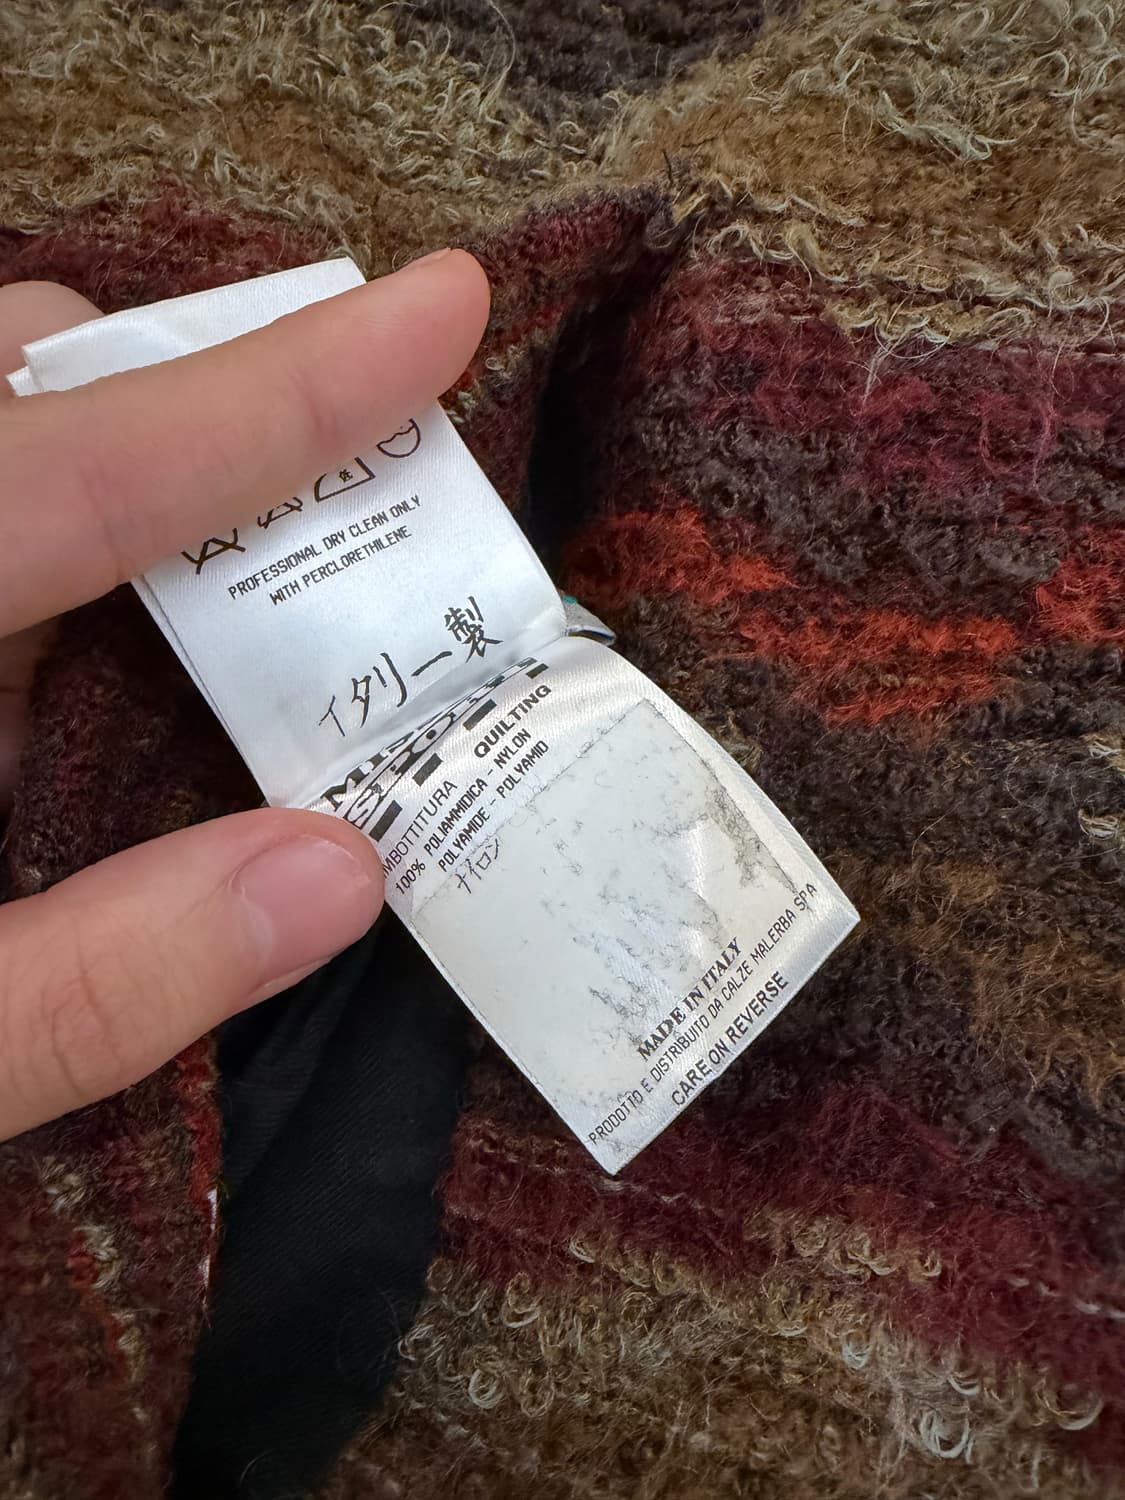 PROFESSIONAL DRY CLEAN ONLY
WITH PERCLORETHILENE
イタリー製
QUILTING
IMBOTTITURA
100% POLIAMMIDICA - NYLON
POLYAMIDE - POLYAMID
ナイロン
MADE IN ITALY
PRODOTTO E DISTRIBUITO DA CALZE MALERBA SPA
CARE ON REVERSE